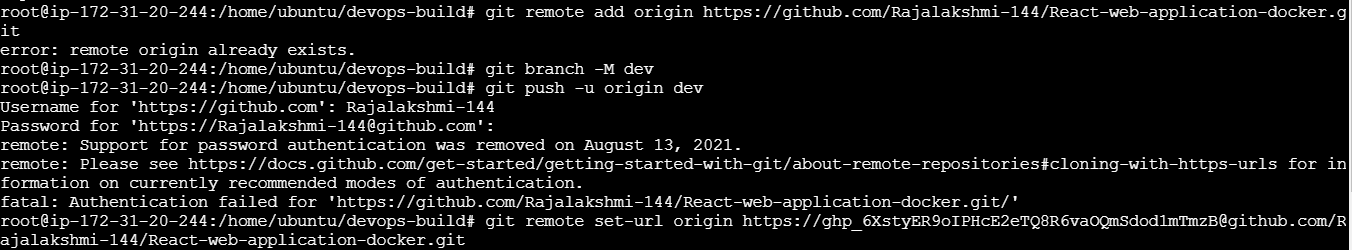 root@ip-172-31-20-244:/home/ubuntu/devops-build# git remote add origin https://github.com/Rajalakshmi-144/React-web-application-docker.g
it
error: remote origin already exists.
root@ip-172-31-20-244:/home/ubuntu/devops-build# git branch -M dev
root@ip-172-31-20-244:/home/ubuntu/devops-build# git push -u origin dev
Username for 'https://github.com': Rajalakshmi-144
Password for 'https://Rajalakshmi-144@github.com':
remote: Support for password authentication was removed on August 13, 2021.
remote: Please see https://docs.github.com/get-started/getting-started-with-git/about-remote-repositories#cloning-with-https-urls for in
formation on currently recommended modes of authentication.
fatal: Authentication failed for 'https://github.com/Rajalakshmi-144/React-web-application-docker.git/'
root@ip-172-31-20-244:/home/ubuntu/devops-build# git remote set-url origin https://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@github.com/R
ajalakshmi-144/React-web-application-docker.git